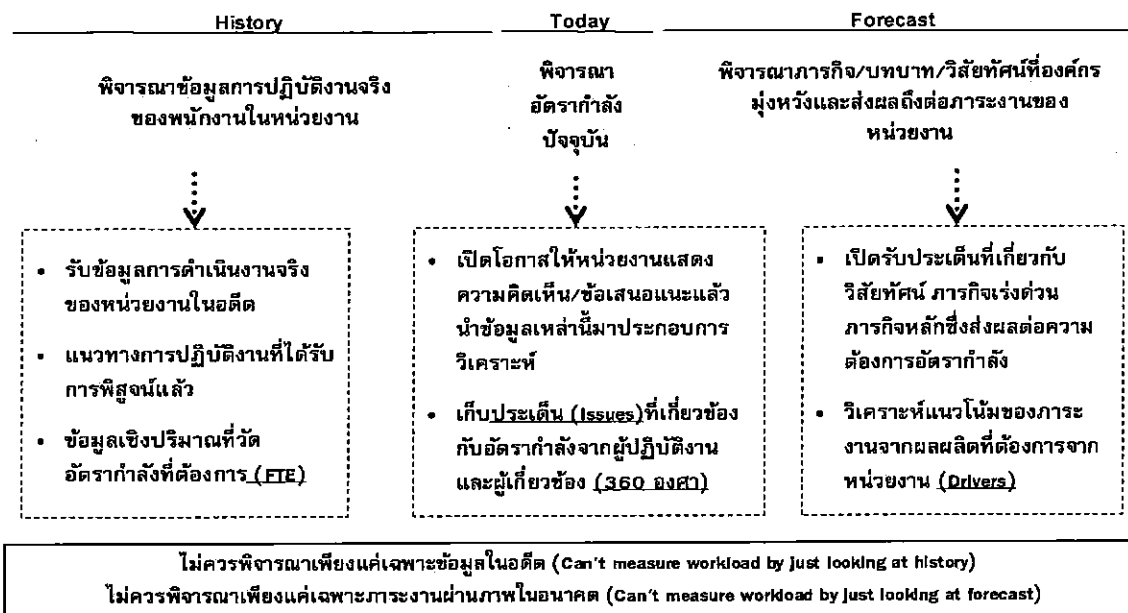 History
Today
Forecast
พิจารณาข้อมูลการปฏิบัติงานจริง
ของพนักงานในหน่วยงาน
พิจารณา
อัตรากำลัง
ปัจจุบัน
พิจารณาภารกิจ/บทบาท/วิสัยทัศน์ที่องค์กร
มุ่งหวังและส่งผลถึงต่อภาระงานของ
หน่วยงาน
• รับข้อมูลการดำเนินงานจริง
ของหน่วยงานในอดีต
• แนวทางการปฏิบัติงานที่ได้รับ
การพิสูจน์แล้ว
• ข้อมูลเชิงปริมาณที่วัด
อัตรากำลังที่ต้องการ (FTE)
• เปิดโอกาสให้หน่วยงานแสดง
ความคิดเห็น/ข้อเสนอแนะแล้ว
นำข้อมูลเหล่านี้มาประกอบการ
วิเคราะห์
• เก็บประเด็น (Issues)ที่เกี่ยวข้อง
กับอัตรากำลังจากผู้ปฏิบัติงาน
และผู้เกี่ยวข้อง (360 องศา)
• เปิดรับประเด็นที่เกี่ยวกับ
วิสัยทัศน์ ภารกิจเร่งด่วน
ภารกิจหลักซึ่งส่งผลต่อความ
ต้องการอัตรากำลัง
• วิเคราะห์แนวโน้มของภาระ
งานจากผลผลิตที่ต้องการจาก
หน่วยงาน (Drivers)
ไม่ควรพิจารณาเพียงแค่เฉพาะข้อมูลในอดีต (Can't measure workload by just looking at history)
ไม่ควรพิจารณาเพียงแค่เฉพาะภาระงานผ่านภาพในอนาคต (Can't measure workload by just looking at forecast)